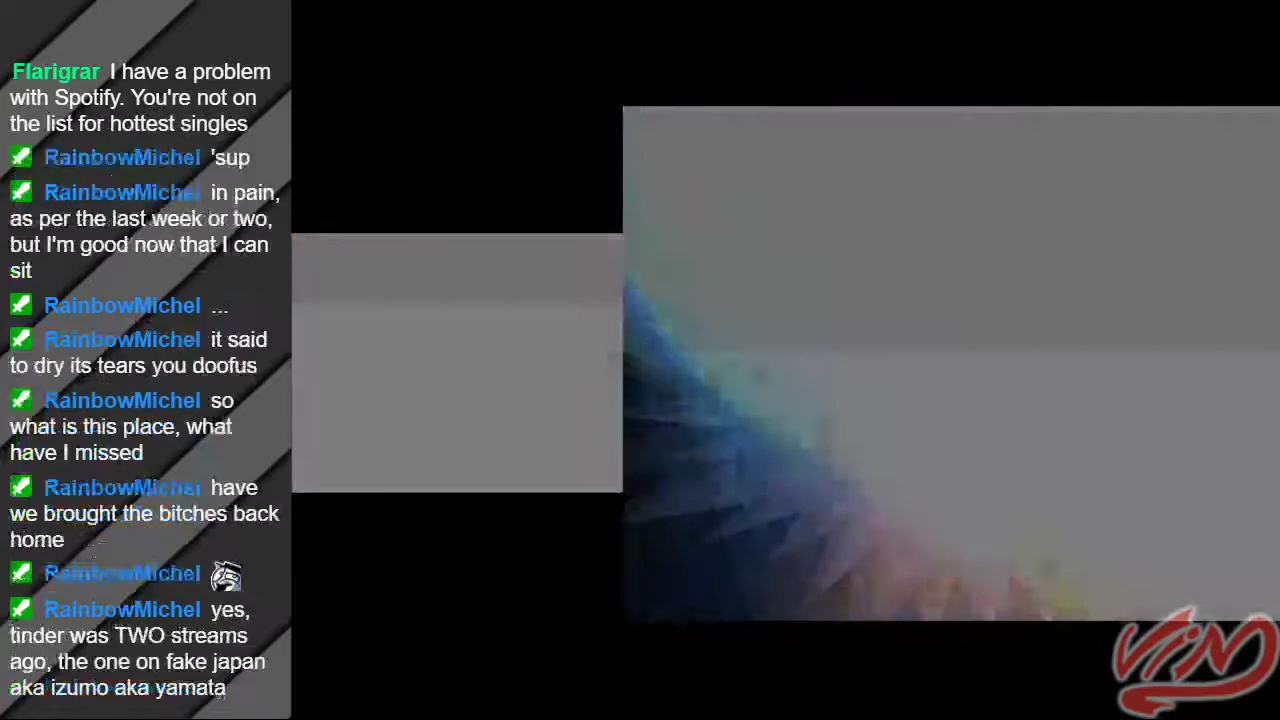 Flarigrar I have a problem
with Spotify. You're not on
the list for hottest singles
RainbowMichel 'sup
RainbowMichel in pain,
as per the last week or two,
but I'm good now that I can
sit
RainbowMichel ...
RainbowMichel it said
to dry its tears you doofus
RainbowMichel so
what is this place, what
have I missed
RainbowMichel have
we brought the bitches back
home
RainbowMichel
RainbowMichel yes,
tinder was TWO streams
ago, the one on fake japan
aka izumo aka yamata